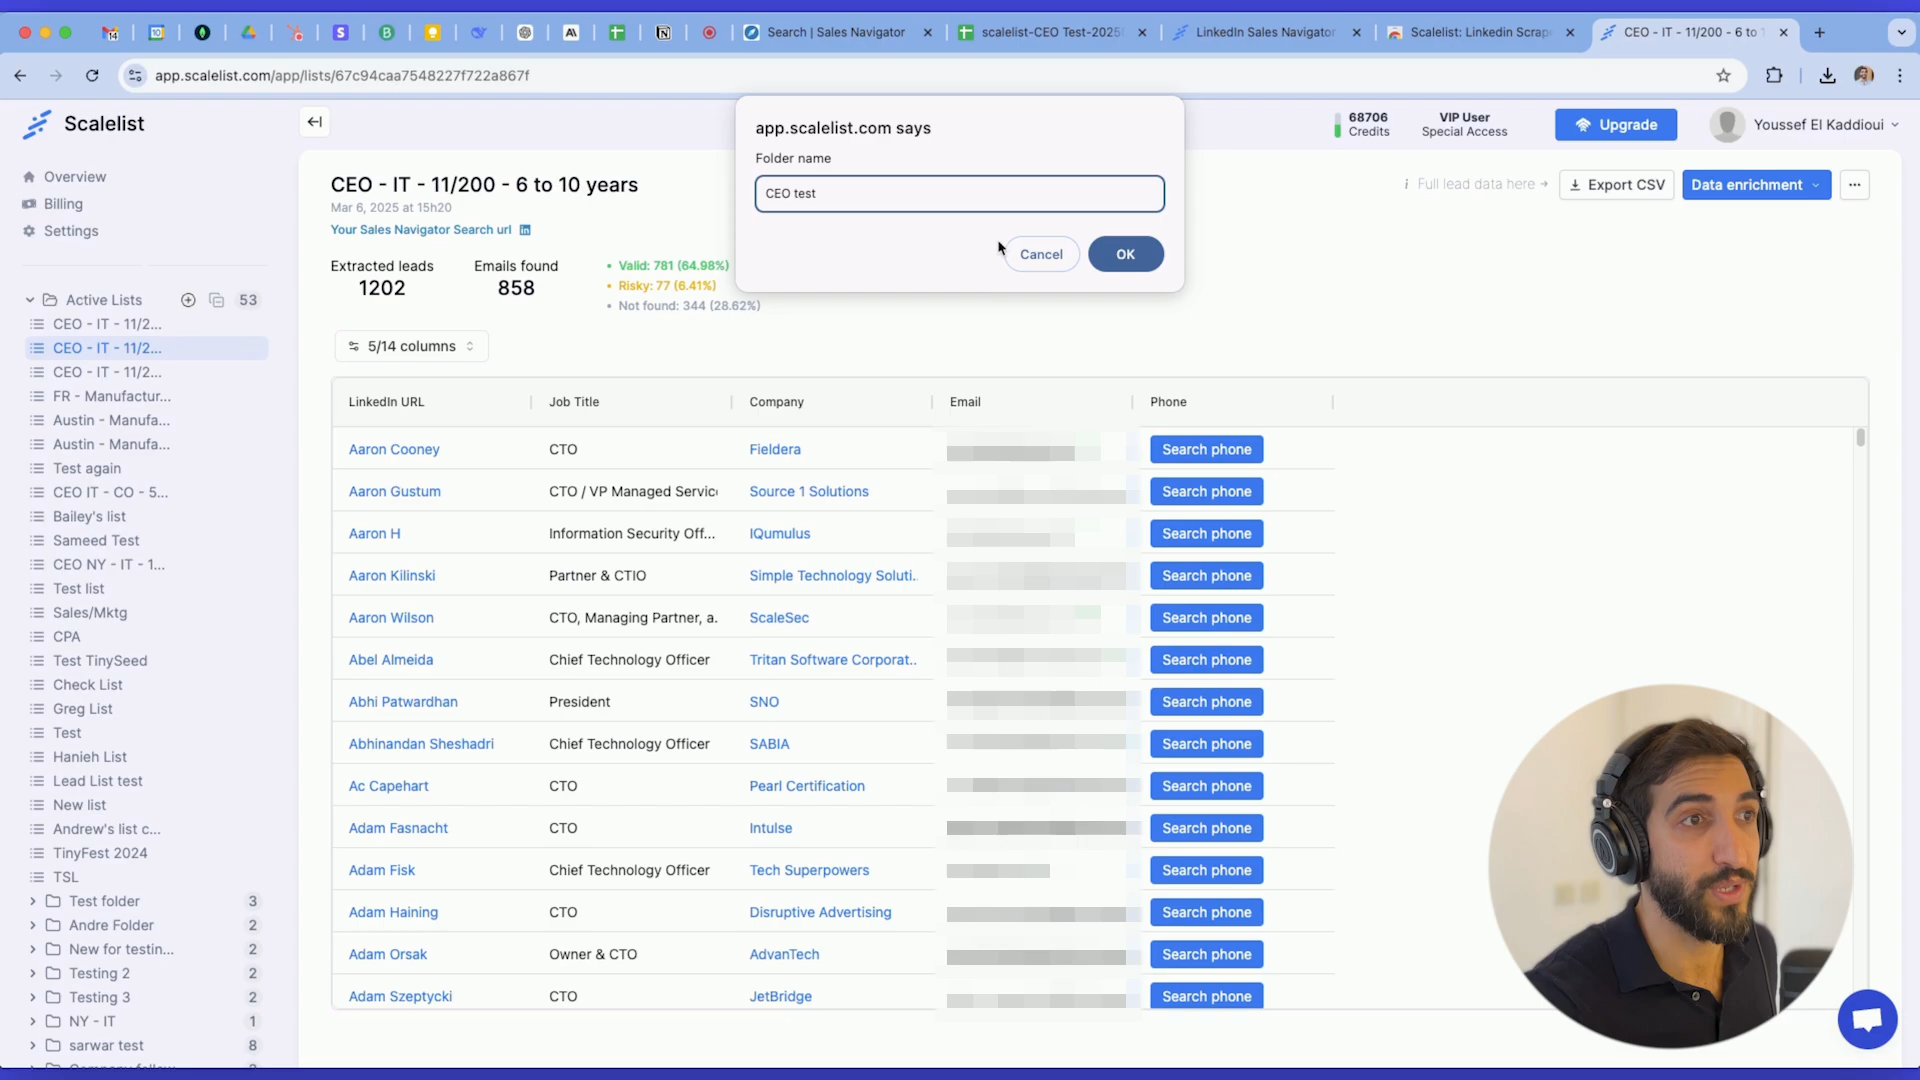 Search | Sales Navigator
scalelist-CEO Test-2025
LinkedIn Sales Navigator
Scalelist: Linkedin Scrap
CEO - IT - 11/200 - 6 to 1
app.scalelist.com/app/lists/67c94caa7548227f722a867f
Scalelist
app.scalelist.com says
Folder name
CEO test
Cancel
OK
68706
Credits
VIP User
Special Access
Upgrade
Youssef El Kaddioui
Overview
Billing
Settings
CEO - IT - 11/200 - 6 to 10 years
Mar 6, 2025 at 15h20
Your Sales Navigator Search url
Full lead data here →
Export CSV
Data enrichment
Extracted leads
1202
Emails found
858
• Valid: 781 (64.98%)
• Risky: 77 (6.41%)
• Not found: 344 (28.62%)
5/14 columns
Active Lists 53
CEO - IT - 11/2...
CEO - IT - 11/2...
CEO - IT - 11/2...
FR - Manufactur...
Austin - Manufa...
Austin - Manufa...
Test again
CEO IT - CO - 5...
Bailey's list
Sameed Test
CEO NY - IT - 1...
Test list
Sales/Mktg
CPA
Test TinySeed
Check List
Greg List
Test
Hanieh List
Lead List test
New list
Andrew's list c...
TinyFest 2024
TSL
Test folder 3
Andre Folder 2
New for testin... 2
Testing 2 2
Testing 3 2
NY - IT 1
sarwar test 8
LinkedIn URL Job Title Company Email Phone
Aaron Cooney CTO Fieldera Search phone
Aaron Gustum CTO / VP Managed Servic Source 1 Solutions Search phone
Aaron H Information Security Off... IQumulus Search phone
Aaron Kilinski Partner & CTIO Simple Technology Soluti.. Search phone
Aaron Wilson CTO, Managing Partner, a. ScaleSec Search phone
Abel Almeida Chief Technology Officer Tritan Software Corporat.. Search phone
Abhi Patwardhan President SNO Search phone
Abhinandan Sheshadri Chief Technology Officer SABIA Search phone
Ac Capehart CTO Pearl Certification Search phone
Adam Fasnacht CTO Intulse Search phone
Adam Fisk Chief Technology Officer Tech Superpowers Search phone
Adam Haining CTO Disruptive Advertising Search phone
Adam Orsak Owner & CTO AdvanTech Search phone
Adam Szeptycki CTO JetBridge Search phone